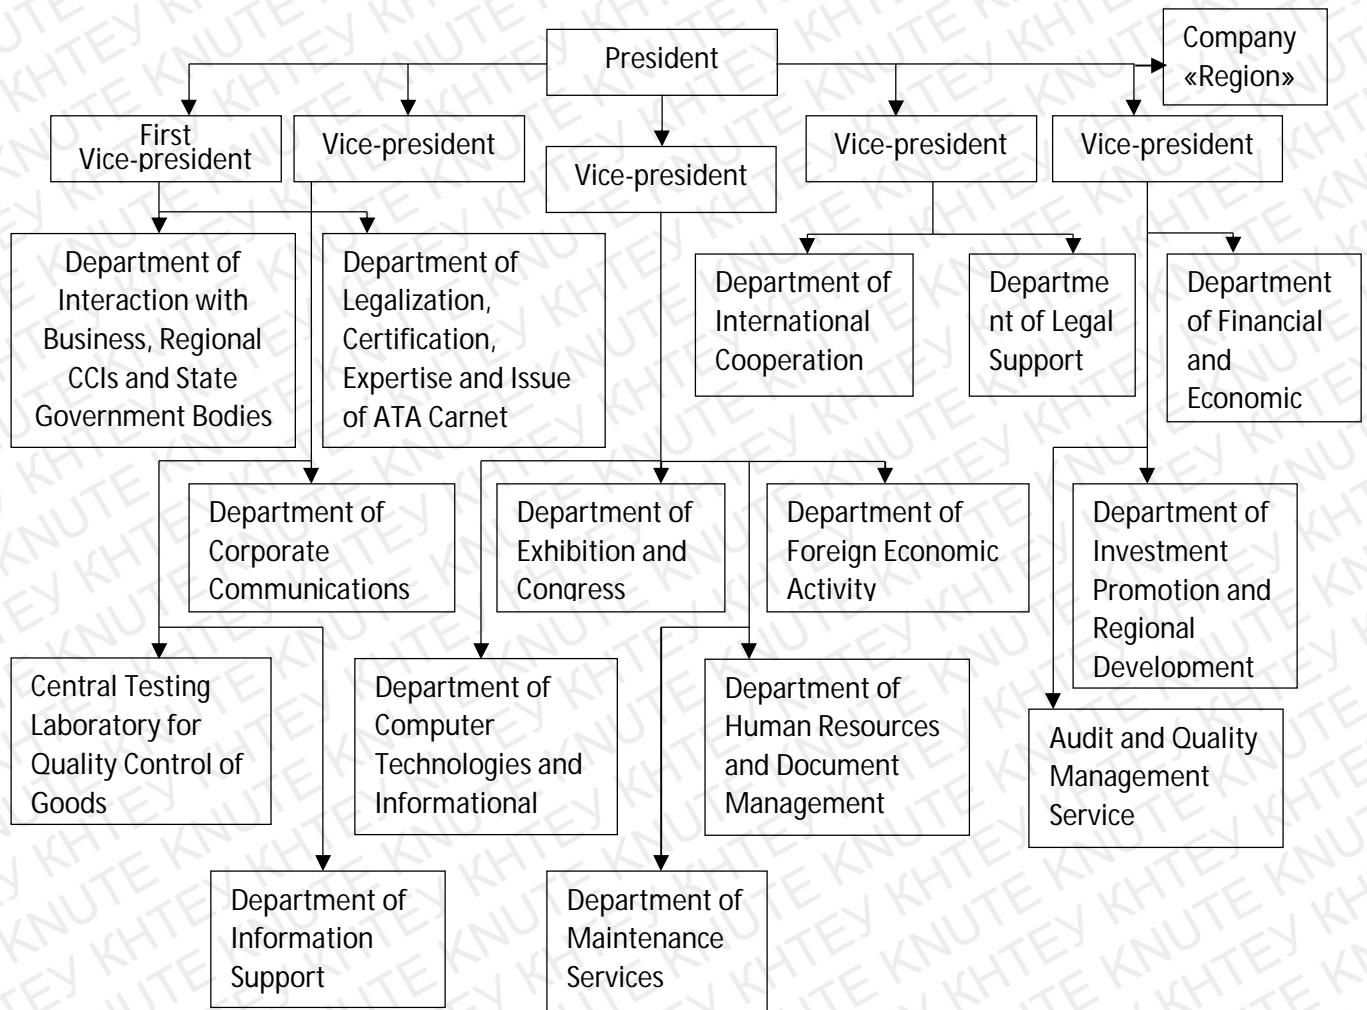 President
Company
«Region»
First
Vice-president
Vice-president
Vice-president
Vice-president
Vice-president
Department of
Interaction with
Business, Regional
CCIs and State
Government Bodies
Department of
Legalization,
Certification,
Expertise and Issue
of ATA Carnet
Department of
International
Cooperation
Departme
nt of Legal
Support
Department
of Financial
and
Economic
Department of
Corporate
Communications
Department of
Exhibition and
Congress
Department of
Foreign Economic
Activity
Department of
Investment
Promotion and
Regional
Development
Central Testing
Laboratory for
Quality Control of
Goods
Department of
Computer
Technologies and
Informational
Department of
Human Resources
and Document
Management
Audit and Quality
Management
Service
Department of
Information
Support
Department of
Maintenance
Services
KNUTE КНТЕУ KNUTE КНТЕУ KNUTE